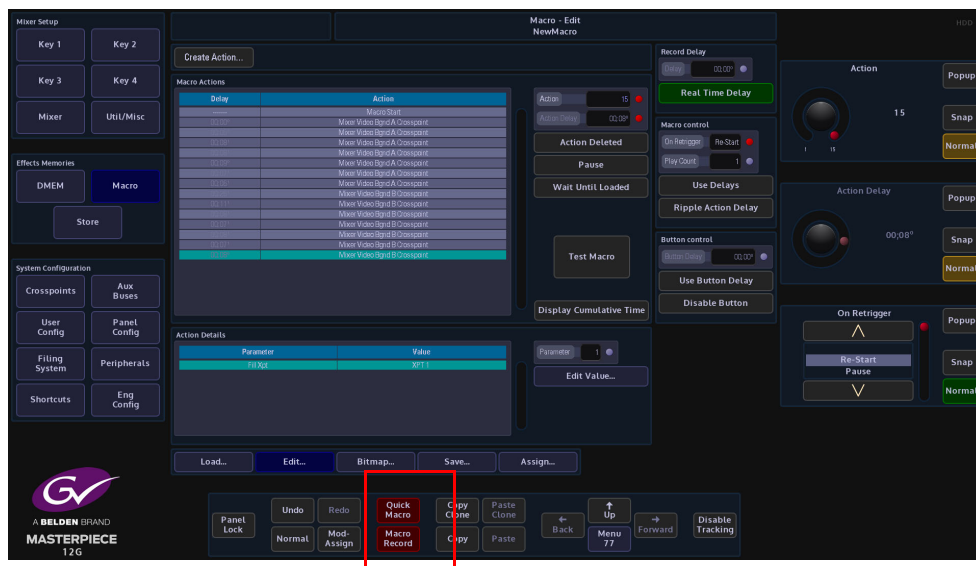 Mixer Setup
Key 1
Key 2
Key 3
Key 4
Mixer
Util/Misc
Effects Memories
DMEM
Macro
Store
System Configuration
Crosspoints
Aux
Buses
User
Config
Panel
Config
Filing
System
Peripherals
Shortcuts
Eng
Config
GV
A BELDEN BRAND
MASTERPIECE
12G
Macro - Edit
NewMacro
HDD
Create Action...
Macro Actions
Delay Action
Macro Start
Mixer Video Bgnd A Crosspoint
Mixer Video Bgnd B Crosspoint
Mixer Video Bgnd A Crosspoint
Mixer Video Bgnd A Crosspoint
Mixer Video Bgnd A Crosspoint
Mixer Video Bgnd A Crosspoint
Mixer Video Bgnd A Crosspoint
Mixer Video Bgnd A Crosspoint
Mixer Video Bgnd B Crosspoint
Mixer Video Bgnd B Crosspoint
Mixer Video Bgnd B Crosspoint
Mixer Video Bgnd B Crosspoint
Mixer Video Bgnd B Crosspoint
Mixer Video Bgnd B Crosspoint
Action 15
Action Delay 00;08⁰
Action Deleted
Pause
Wait Until Loaded
Test Macro
Display Cumulative Time
Action Details
Parameter Value
Fill Xpt XPT 1
Parameter 1
Edit Value...
Load...
Edit...
Bitmap...
Save...
Assign...
Record Delay
Delay 00;00⁰
Real Time Delay
Macro control
On Retrigger Re-Start
Play Count 1
Use Delays
Ripple Action Delay
Button control
Button Delay 00;00⁰
Use Button Delay
Disable Button
Action
15
1 15
Popup
Snap
Normal
Action Delay
00;08⁰
Popup
Snap
Normal
On Retrigger
Re-Start
Pause
Popup
Snap
Normal
Panel
Lock
Undo
Redo
Normal
Mod-
Assign
Quick
Macro
Macro
Record
Copy
Clone
Paste
Clone
Copy
Paste
Back
Up
Menu
77
Forward
Disable
Tracking